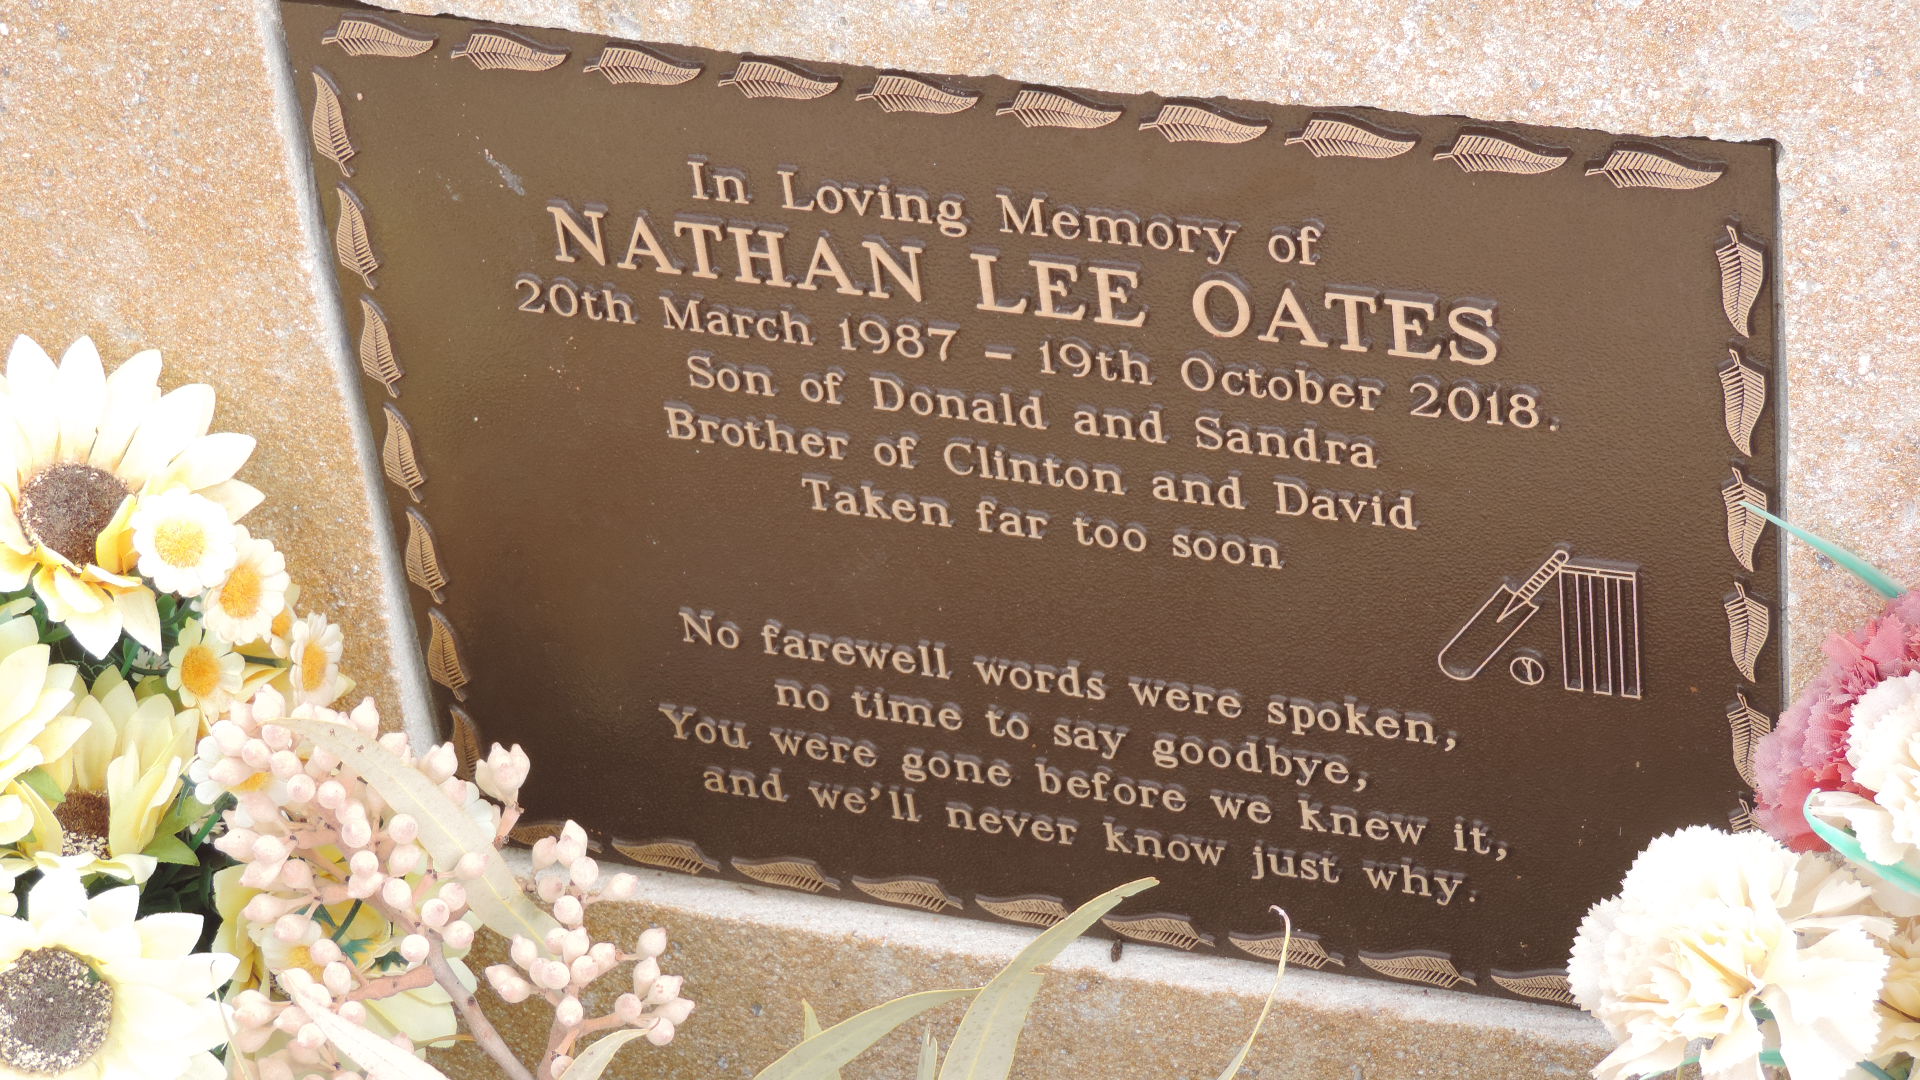 In Loving Memory of
NATHAN LEE OATES
20th March 1987 – 19th October 2018.
Son of Donald and Sandra
Brother of Clinton and David
Taken far too soon
No farewell words were spoken,
no time to say goodbye,
You were gone before we knew it,
and we'll never know just why.